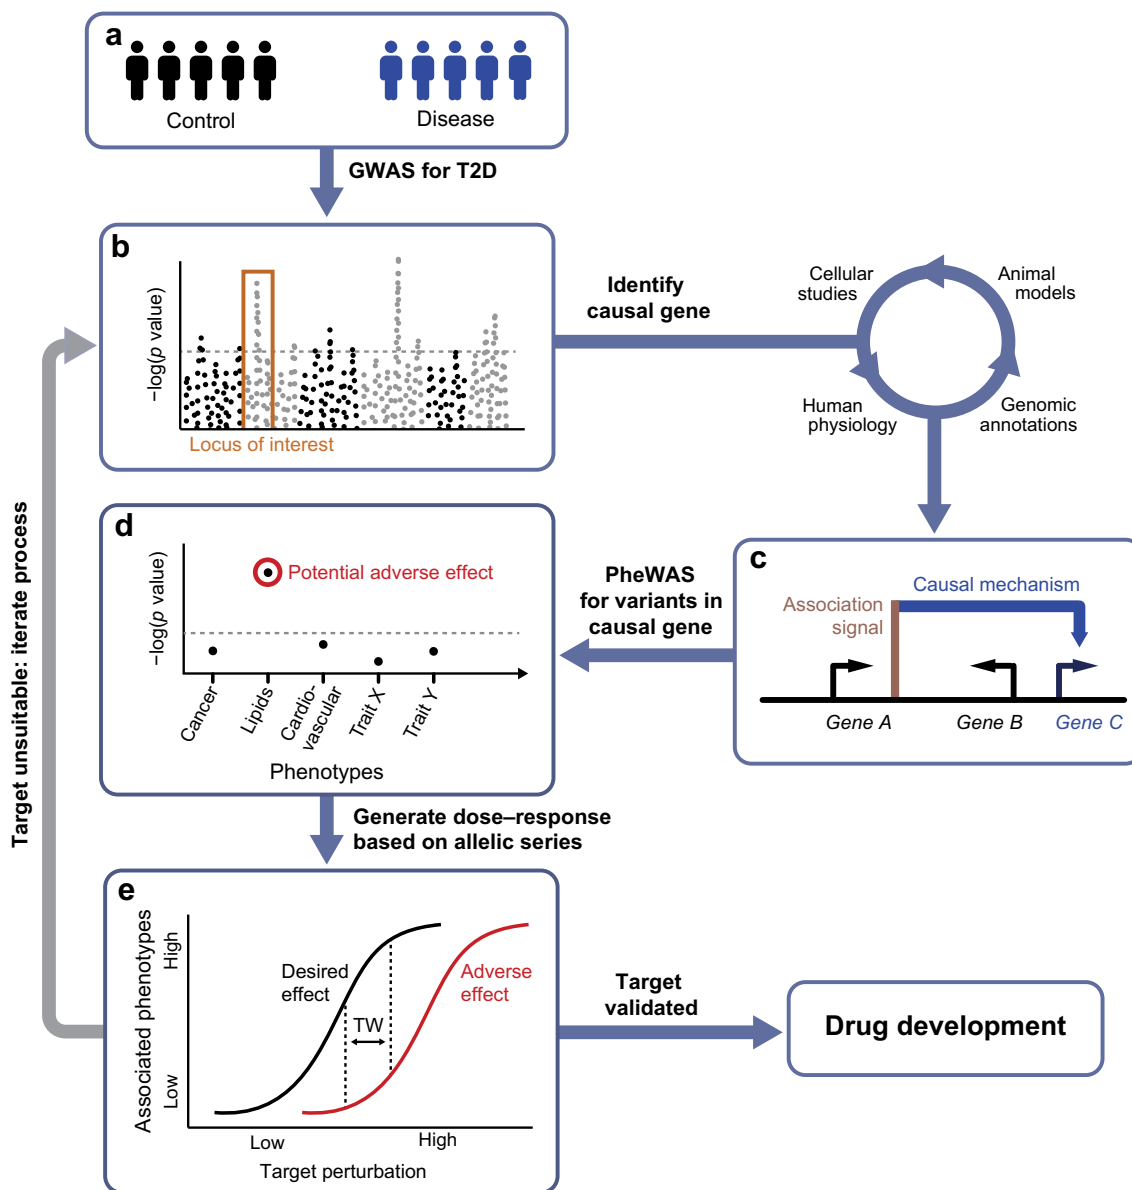 a
Control
Disease
GWAS for T2D
b
−log(p value)
Locus of interest
Identify
causal gene
Cellular
studies
Animal
models
Human
physiology
Genomic
annotations
c
Association
signal
Causal mechanism
Gene A
Gene B
Gene C
PheWAS
for variants in
causal gene
d
−log(p value)
Potential adverse effect
Cancer
Lipids
Cardio-
vascular
Trait X
Trait Y
Phenotypes
Generate dose–response
based on allelic series
e
Associated phenotypes
High
Low
Desired
effect
TW
Adverse
effect
Low
High
Target perturbation
Target
validated
Drug development
Target unsuitable: iterate process